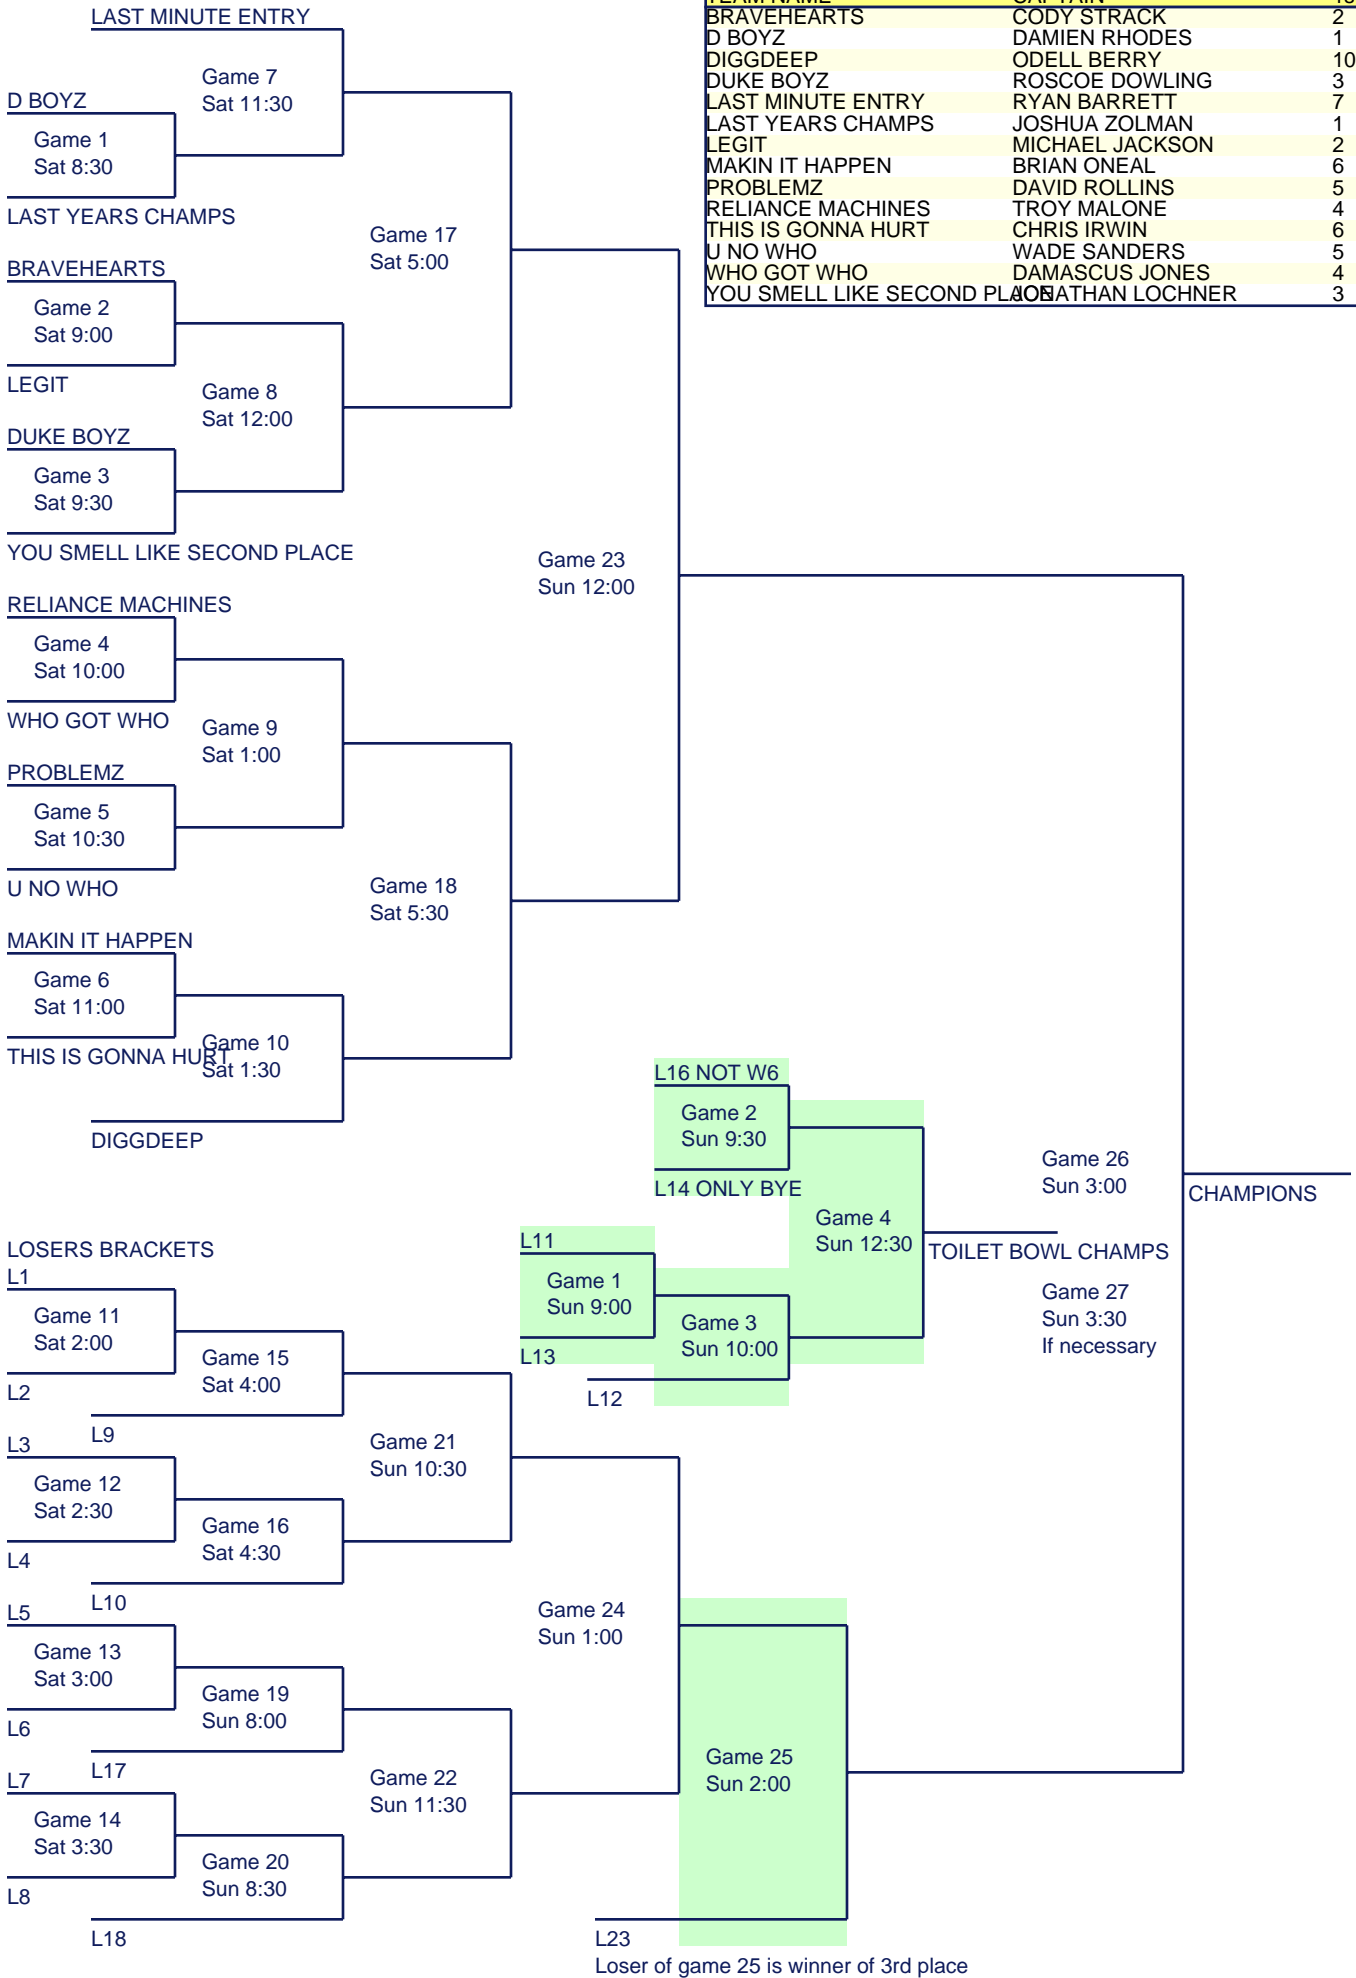 TEAM NAME CAPTAIN
BRAVEHEARTS CODY STRACK 2
D BOYZ DAMIEN RHODES 1
DIGGDEEP ODELL BERRY 10
DUKE BOYZ ROSCOE DOWLING 3
LAST MINUTE ENTRY RYAN BARRETT 7
LAST YEARS CHAMPS JOSHUA ZOLMAN 1
LEGIT MICHAEL JACKSON 2
MAKIN IT HAPPEN BRIAN ONEAL 6
PROBLEMZ DAVID ROLLINS 5
RELIANCE MACHINES TROY MALONE 4
THIS IS GONNA HURT CHRIS IRWIN 6
U NO WHO WADE SANDERS 5
WHO GOT WHO DAMASCUS JONES 4
YOU SMELL LIKE SECOND PLACE JONATHAN LOCHNER 3
LAST MINUTE ENTRY
Game 7
Sat 11:30
D BOYZ
Game 1
Sat 8:30
LAST YEARS CHAMPS
Game 17
Sat 5:00
BRAVEHEARTS
Game 2
Sat 9:00
LEGIT
Game 8
Sat 12:00
DUKE BOYZ
Game 3
Sat 9:30
YOU SMELL LIKE SECOND PLACE
Game 23
Sun 12:00
RELIANCE MACHINES
Game 4
Sat 10:00
WHO GOT WHO
Game 9
Sat 1:00
PROBLEMZ
Game 5
Sat 10:30
U NO WHO
Game 18
Sat 5:30
MAKIN IT HAPPEN
Game 6
Sat 11:00
THIS IS GONNA HURT
Game 10
Sat 1:30
DIGGDEEP
L16 NOT W6
Game 2
Sun 9:30
L14 ONLY BYE
Game 26
Sun 3:00
CHAMPIONS
Game 4
Sun 12:30
TOILET BOWL CHAMPS
L11
Game 1
Sun 9:00
L13
Game 3
Sun 10:00
L12
Game 27
Sun 3:30
If necessary
LOSERS BRACKETS
L1
Game 11
Sat 2:00
L2
Game 15
Sat 4:00
L9
L3
Game 12
Sat 2:30
L4
Game 21
Sun 10:30
Game 16
Sat 4:30
L10
L5
Game 13
Sat 3:00
L6
Game 24
Sun 1:00
Game 19
Sun 8:00
L17
L7
Game 14
Sat 3:30
L8
Game 22
Sun 11:30
Game 20
Sun 8:30
L18
Game 25
Sun 2:00
L23
Loser of game 25 is winner of 3rd place